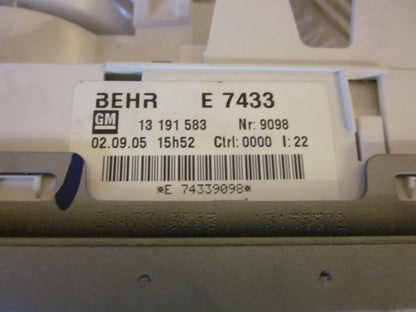 BEHR E 7433
GM 13 191 583 Nr: 9098
02.09.05 15h52 Ctrl: 0000 I: 22
*E 74339098*